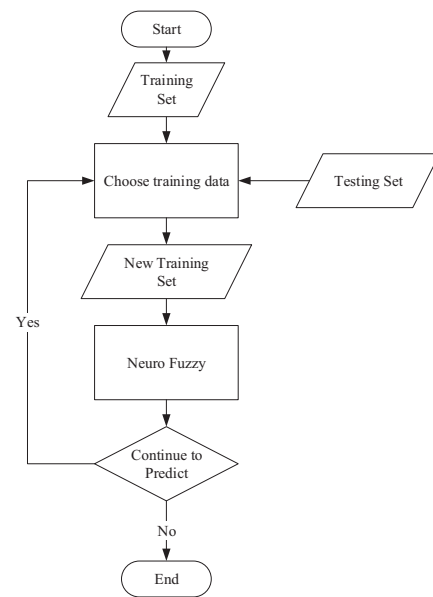 Start
Training
Set
Choose training data
Testing Set
New Training
Set
Yes
Neuro Fuzzy
Continue to
Predict
No
End